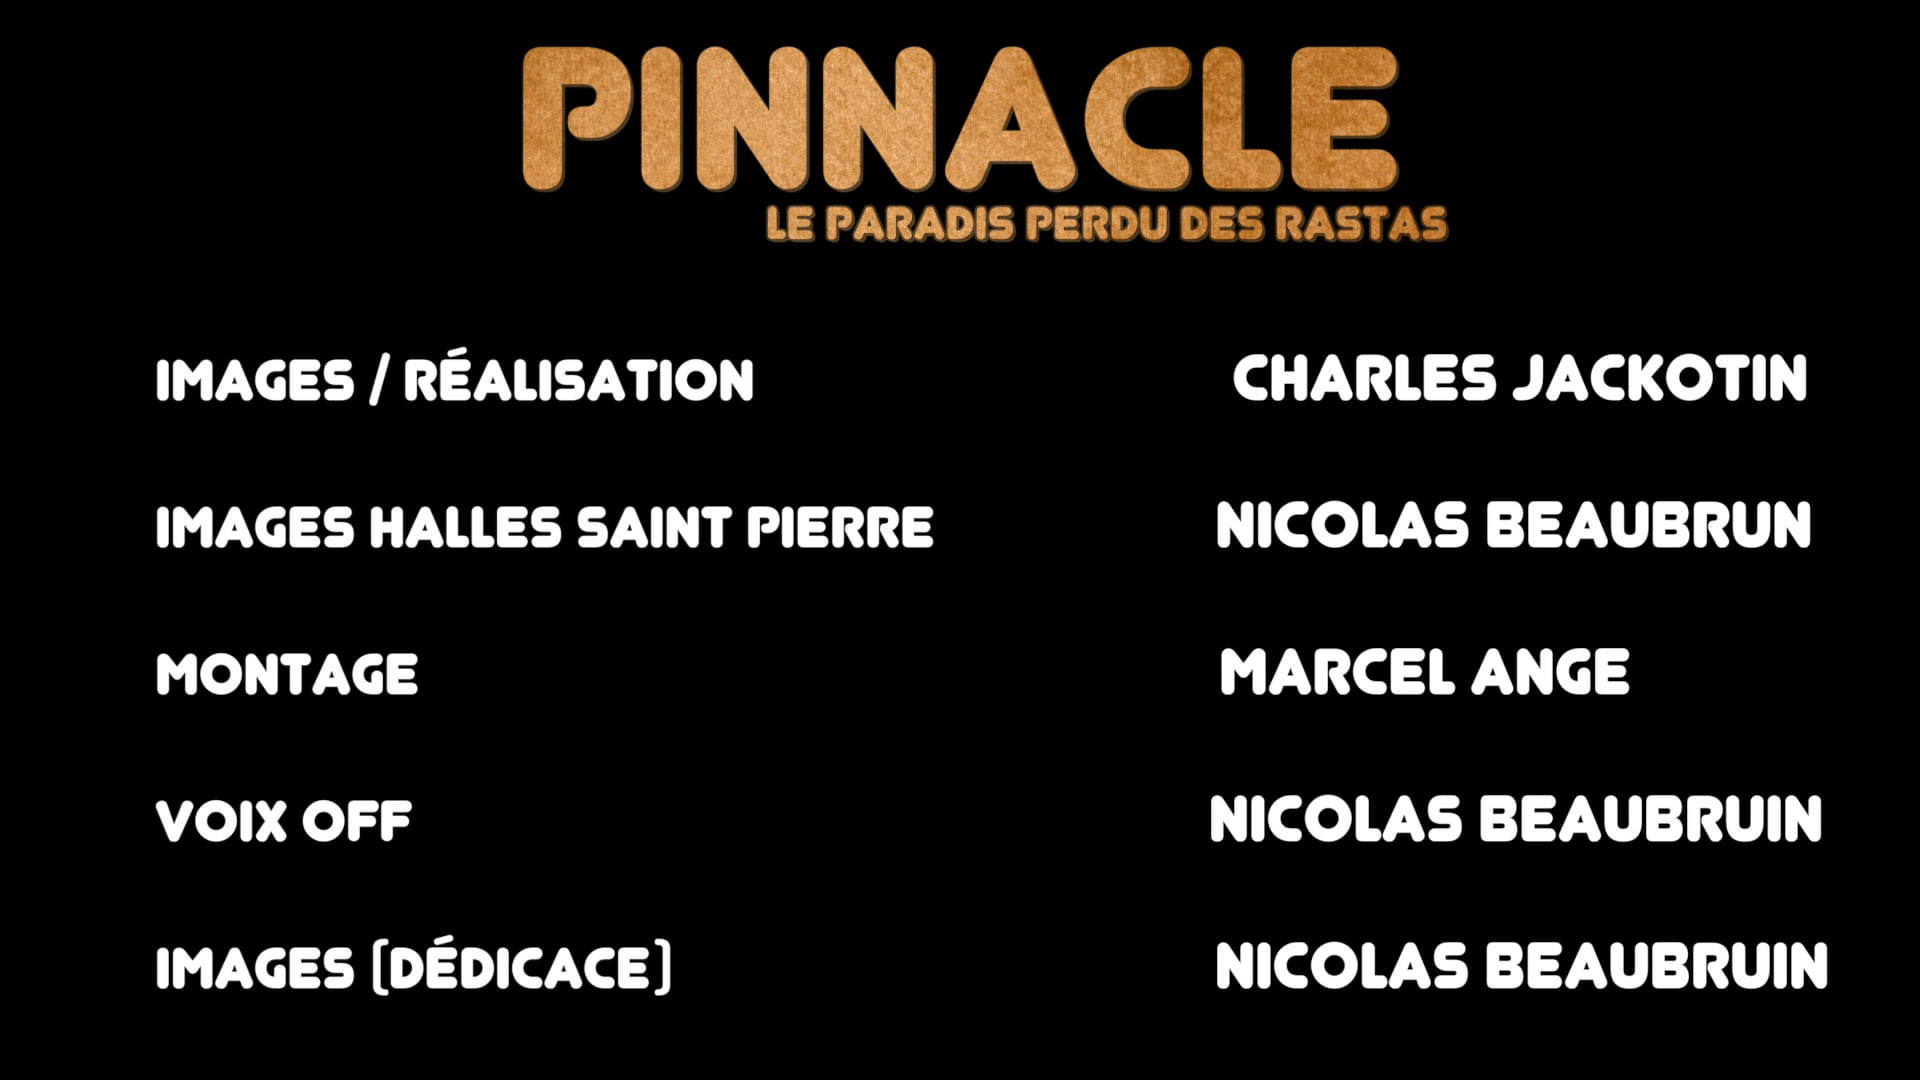 PINNACLE
LE PARADIS PERDU DES RASTAS
IMAGES / RÉALISATION CHARLES JACKOTIN
IMAGES HALLES SAINT PIERRE NICOLAS BEAUBRUN
MONTAGE MARCEL ANGE
VOIX OFF NICOLAS BEAUBRUIN
IMAGES (DÉDICACE) NICOLAS BEAUBRUIN